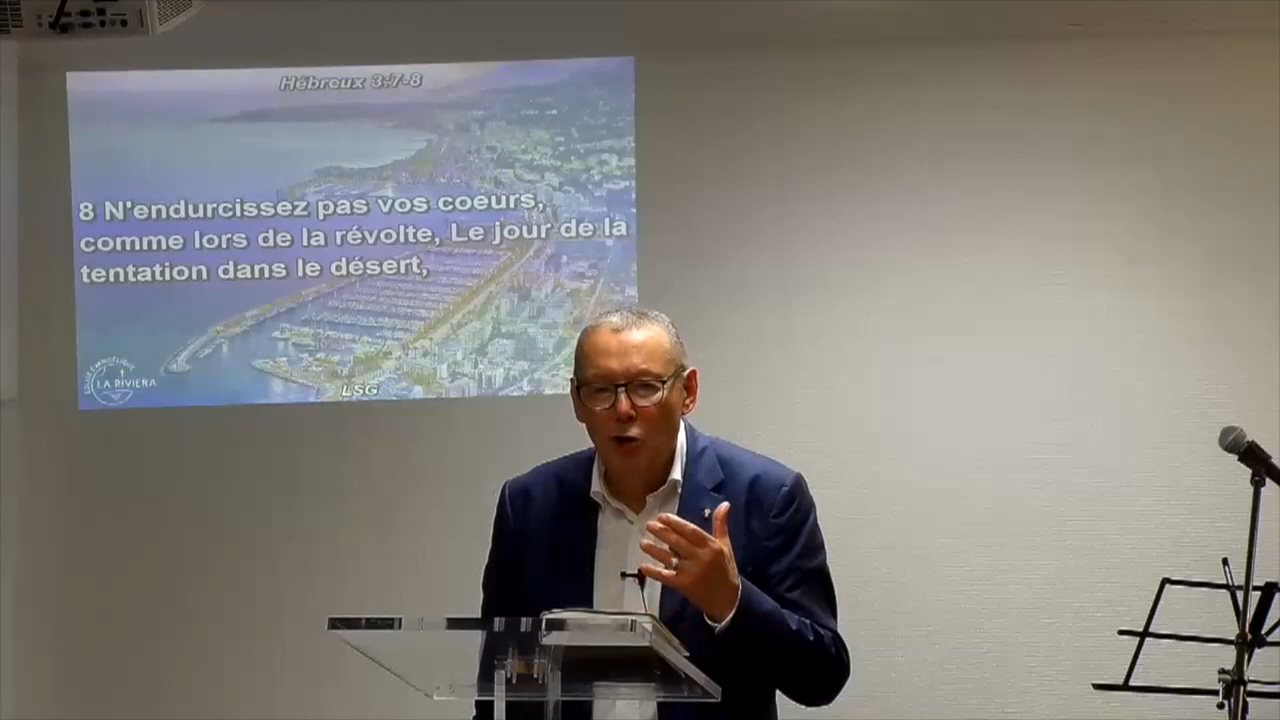 Hébreux 3:7-8
8 N'endurcissez pas vos coeurs,
comme lors de la révolte, Le jour de la
tentation dans le désert,
LA RIVIERA
LSG